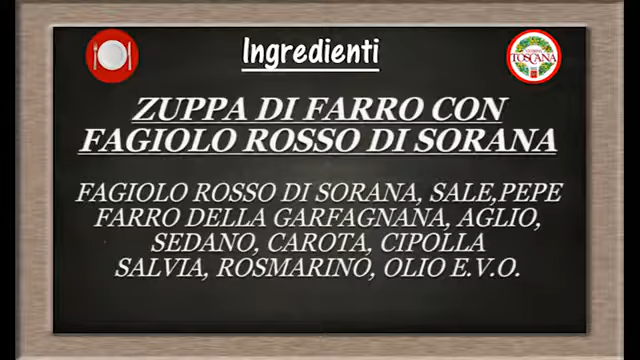 Ingredienti
TOSCANA
ZUPPA DI FARRO CON
FAGIOLO ROSSO DI SORANA
FAGIOLO ROSSO DI SORANA, SALE,PEPE
FARRO DELLA GARFAGNANA, AGLIO,
SEDANO, CAROTA, CIPOLLA
SALVIA, ROSMARINO, OLIO E.V.O.